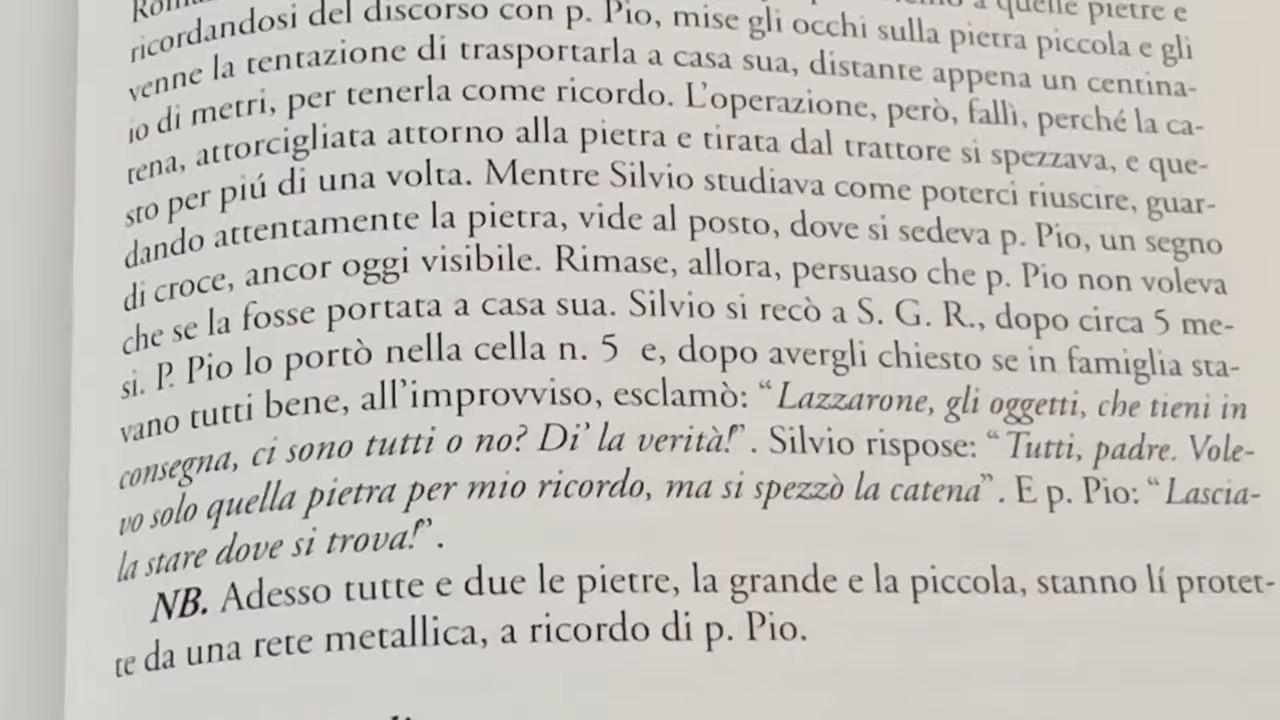 a quelle pietre e
ricordandosi del discorso con p. Pio, mise gli occhi sulla pietra piccola e gli
venne la tentazione di trasportarla a casa sua, distante appena un centina-
io di metri, per tenerla come ricordo. L'operazione, però, fallì, perché la ca-
tena, attorcigliata attorno alla pietra e tirata dal trattore si spezzava, e que-
sto per piú di una volta. Mentre Silvio studiava come poterci riuscire, guar-
dando attentamente la pietra, vide al posto, dove si sedeva p. Pio, un segno
di croce, ancor oggi visibile. Rimase, allora, persuaso che p. Pio non voleva
che se la fosse portata a casa sua. Silvio si recò a S. G. R., dopo circa 5 me-
si. P. Pio lo portò nella cella n. 5 e, dopo avergli chiesto se in famiglia sta-
vano tutti bene, all'improvviso, esclamò: “Lazzarone, gli oggetti, che tieni in
consegna, ci sono tutti o no? Di' la verità!”. Silvio rispose: “Tutti, padre. Vole-
vo solo quella pietra per mio ricordo, ma si spezzò la catena”. E p. Pio: “Lascia-
la stare dove si trova!”.
NB. Adesso tutte e due le pietre, la grande e la piccola, stanno lí protet-
te da una rete metallica, a ricordo di p. Pio.